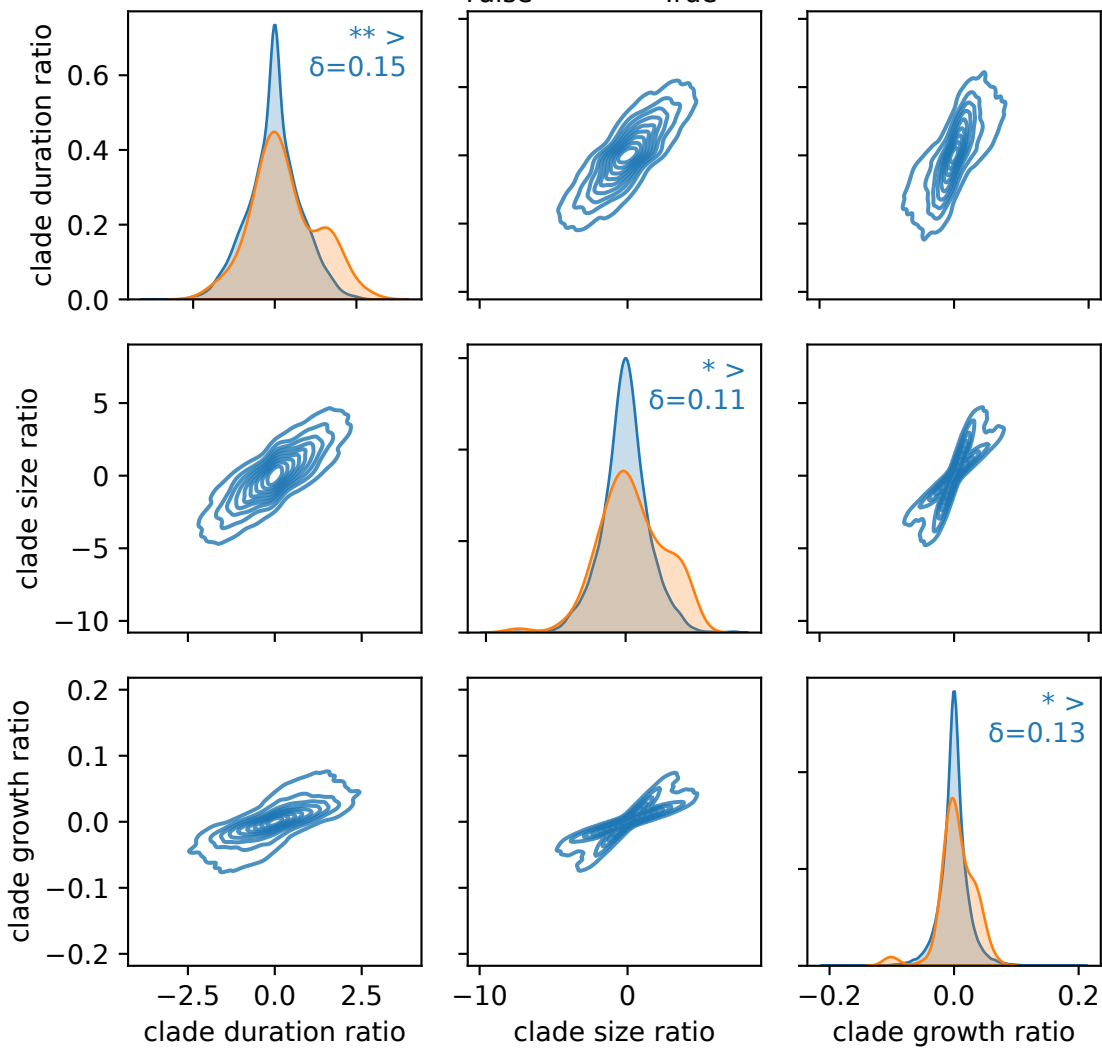 True
clade duration ratio
0.6
0.4
0.2
0.0
** >
δ=0.15
clade size ratio
5
0
−5
−10
* >
δ=0.11
clade growth ratio
0.2
0.1
0.0
−0.1
−0.2
* >
δ=0.13
−2.5 0.0 2.5
−10 0
−0.2 0.0 0.2
clade duration ratio
clade size ratio
clade growth ratio